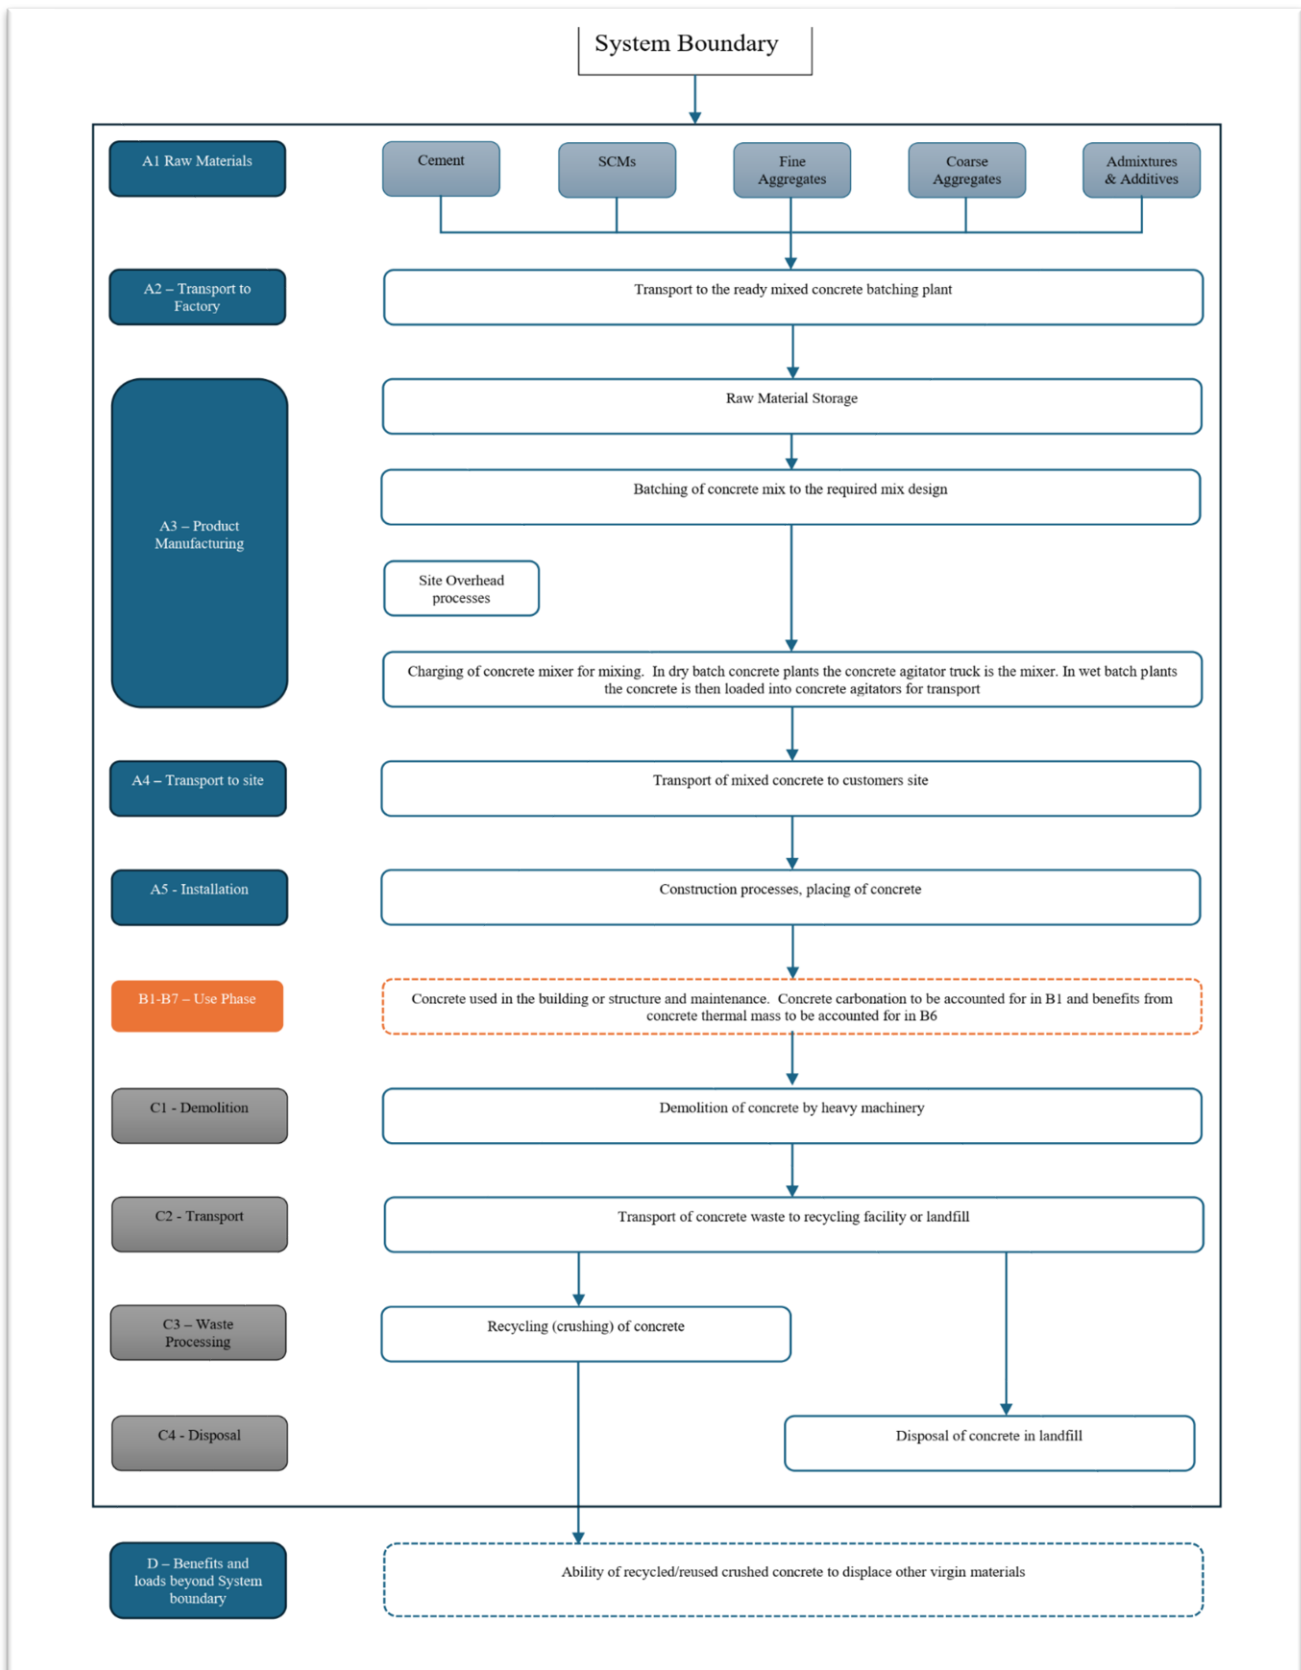 System Boundary
A1 Raw Materials
Cement
SCMs
Fine
Aggregates
Coarse
Aggregates
Admixtures
& Additives
A2 – Transport to
Factory
Transport to the ready mixed concrete batching plant
A3 – Product
Manufacturing
Raw Material Storage
Batching of concrete mix to the required mix design
Site Overhead
processes
Charging of concrete mixer for mixing.  In dry batch concrete plants the concrete agitator truck is the mixer. In wet batch plants
the concrete is then loaded into concrete agitators for transport
A4 – Transport to site
Transport of mixed concrete to customers site
A5 - Installation
Construction processes, placing of concrete
B1-B7 – Use Phase
Concrete used in the building or structure and maintenance.  Concrete carbonation to be accounted for in B1 and benefits from
concrete thermal mass to be accounted for in B6
C1 - Demolition
Demolition of concrete by heavy machinery
C2 - Transport
Transport of concrete waste to recycling facility or landfill
C3 – Waste
Processing
Recycling (crushing) of concrete
C4 - Disposal
Disposal of concrete in landfill
D – Benefits and
loads beyond System
boundary
Ability of recycled/reused crushed concrete to displace other virgin materials